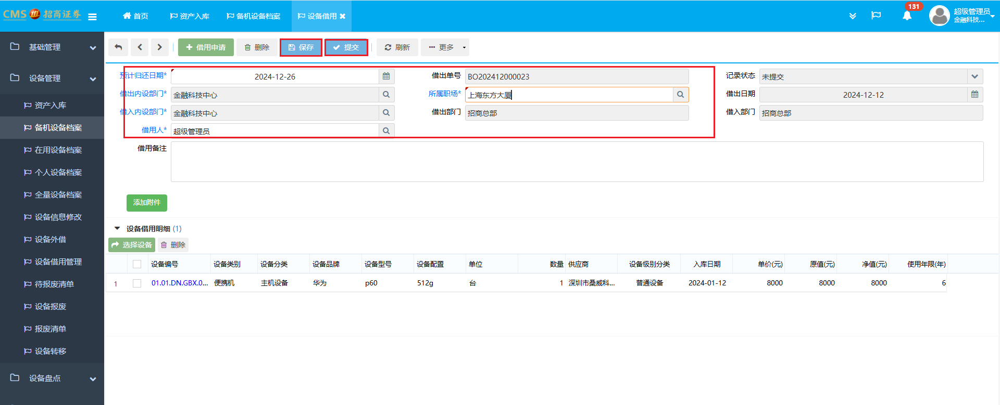 CMS 招商证券
首页
资产入库
备机设备档案
设备借用
131
超级管理员
金融科技...
基础管理
设备管理
资产入库
备机设备档案
在用设备档案
个人设备档案
全量设备档案
设备信息修改
设备外借
设备借用管理
待报废清单
设备报废
报废清单
设备转移
设备盘点
借用申请
删除
保存
提交
刷新
更多
预计归还日期* 2024-12-26
借出单号 BO202412000023
记录状态 未提交
借出内设部门* 金融科技中心
所属职场* 上海东方大厦
借出日期 2024-12-12
借入内设部门* 金融科技中心
借出部门 招商总部
借入部门 招商总部
借用人* 超级管理员
借用备注
添加附件
设备借用明细 (1)
选择设备 删除
设备编号 设备类别 设备分类 设备品牌 设备型号 设备配置 单位 数量 供应商 设备级别分类 入库日期 单价(元) 原值(元) 净值(元) 使用年限(年)
1 01.01.DN.GBX.0... 便携机 主机设备 华为 p60 512g 台 1 深圳市桑威科... 普通设备 2024-01-12 8000 8000 8000 6